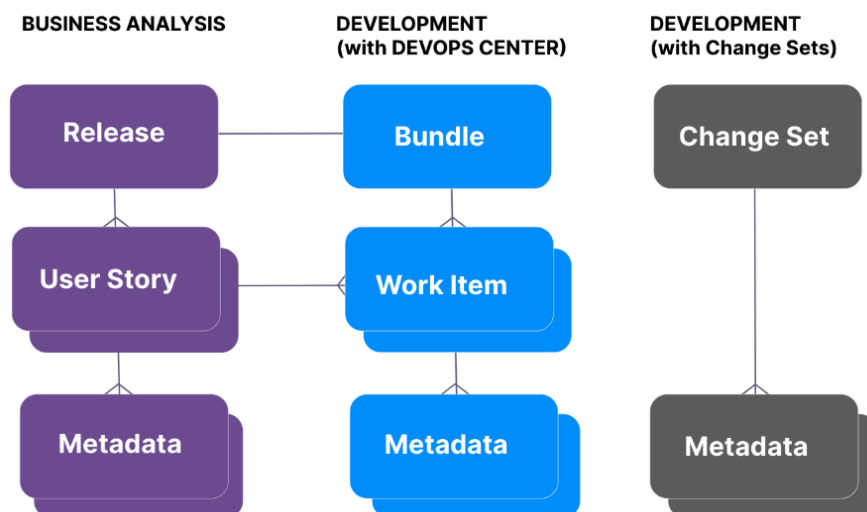 BUSINESS ANALYSIS
DEVELOPMENT
(with DEVOPS CENTER)
DEVELOPMENT
(with Change Sets)
Release
Bundle
Change Set
User Story
Work Item
Metadata
Metadata
Metadata